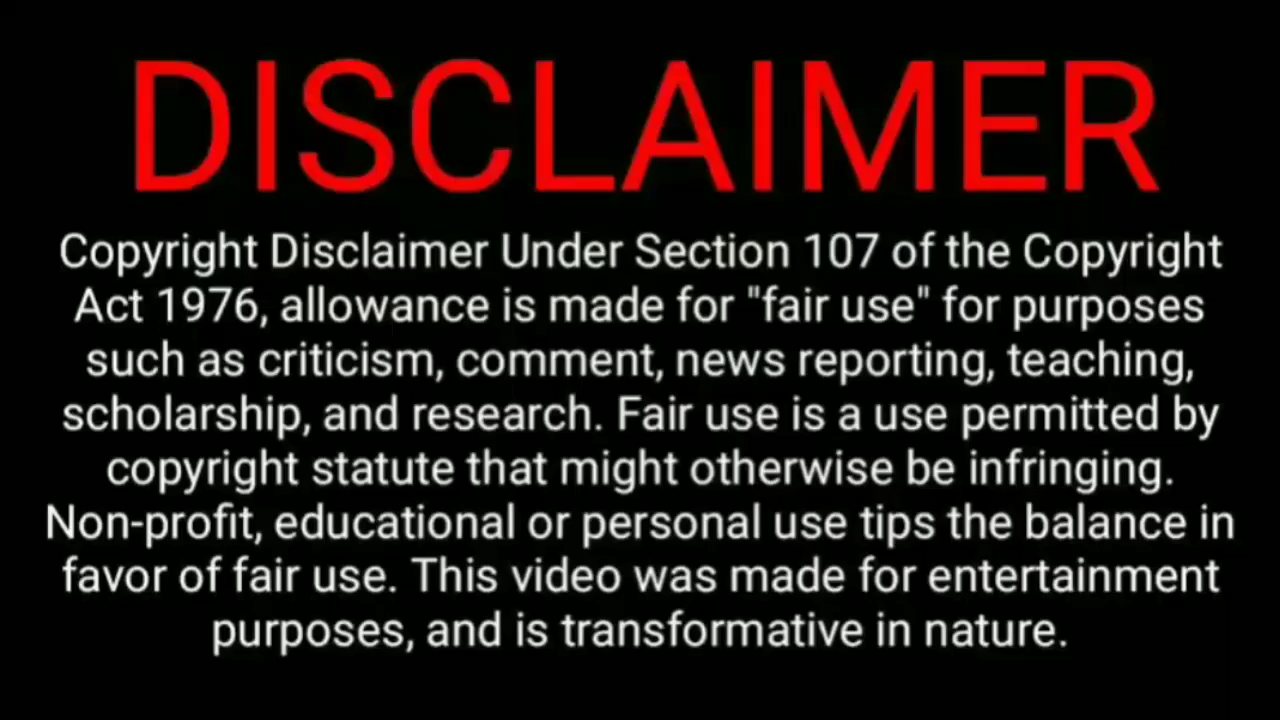 DISCLAIMER
Copyright Disclaimer Under Section 107 of the Copyright
Act 1976, allowance is made for "fair use" for purposes
such as criticism, comment, news reporting, teaching,
scholarship, and research. Fair use is a use permitted by
copyright statute that might otherwise be infringing.
Non-profit, educational or personal use tips the balance in
favor of fair use. This video was made for entertainment
purposes, and is transformative in nature.